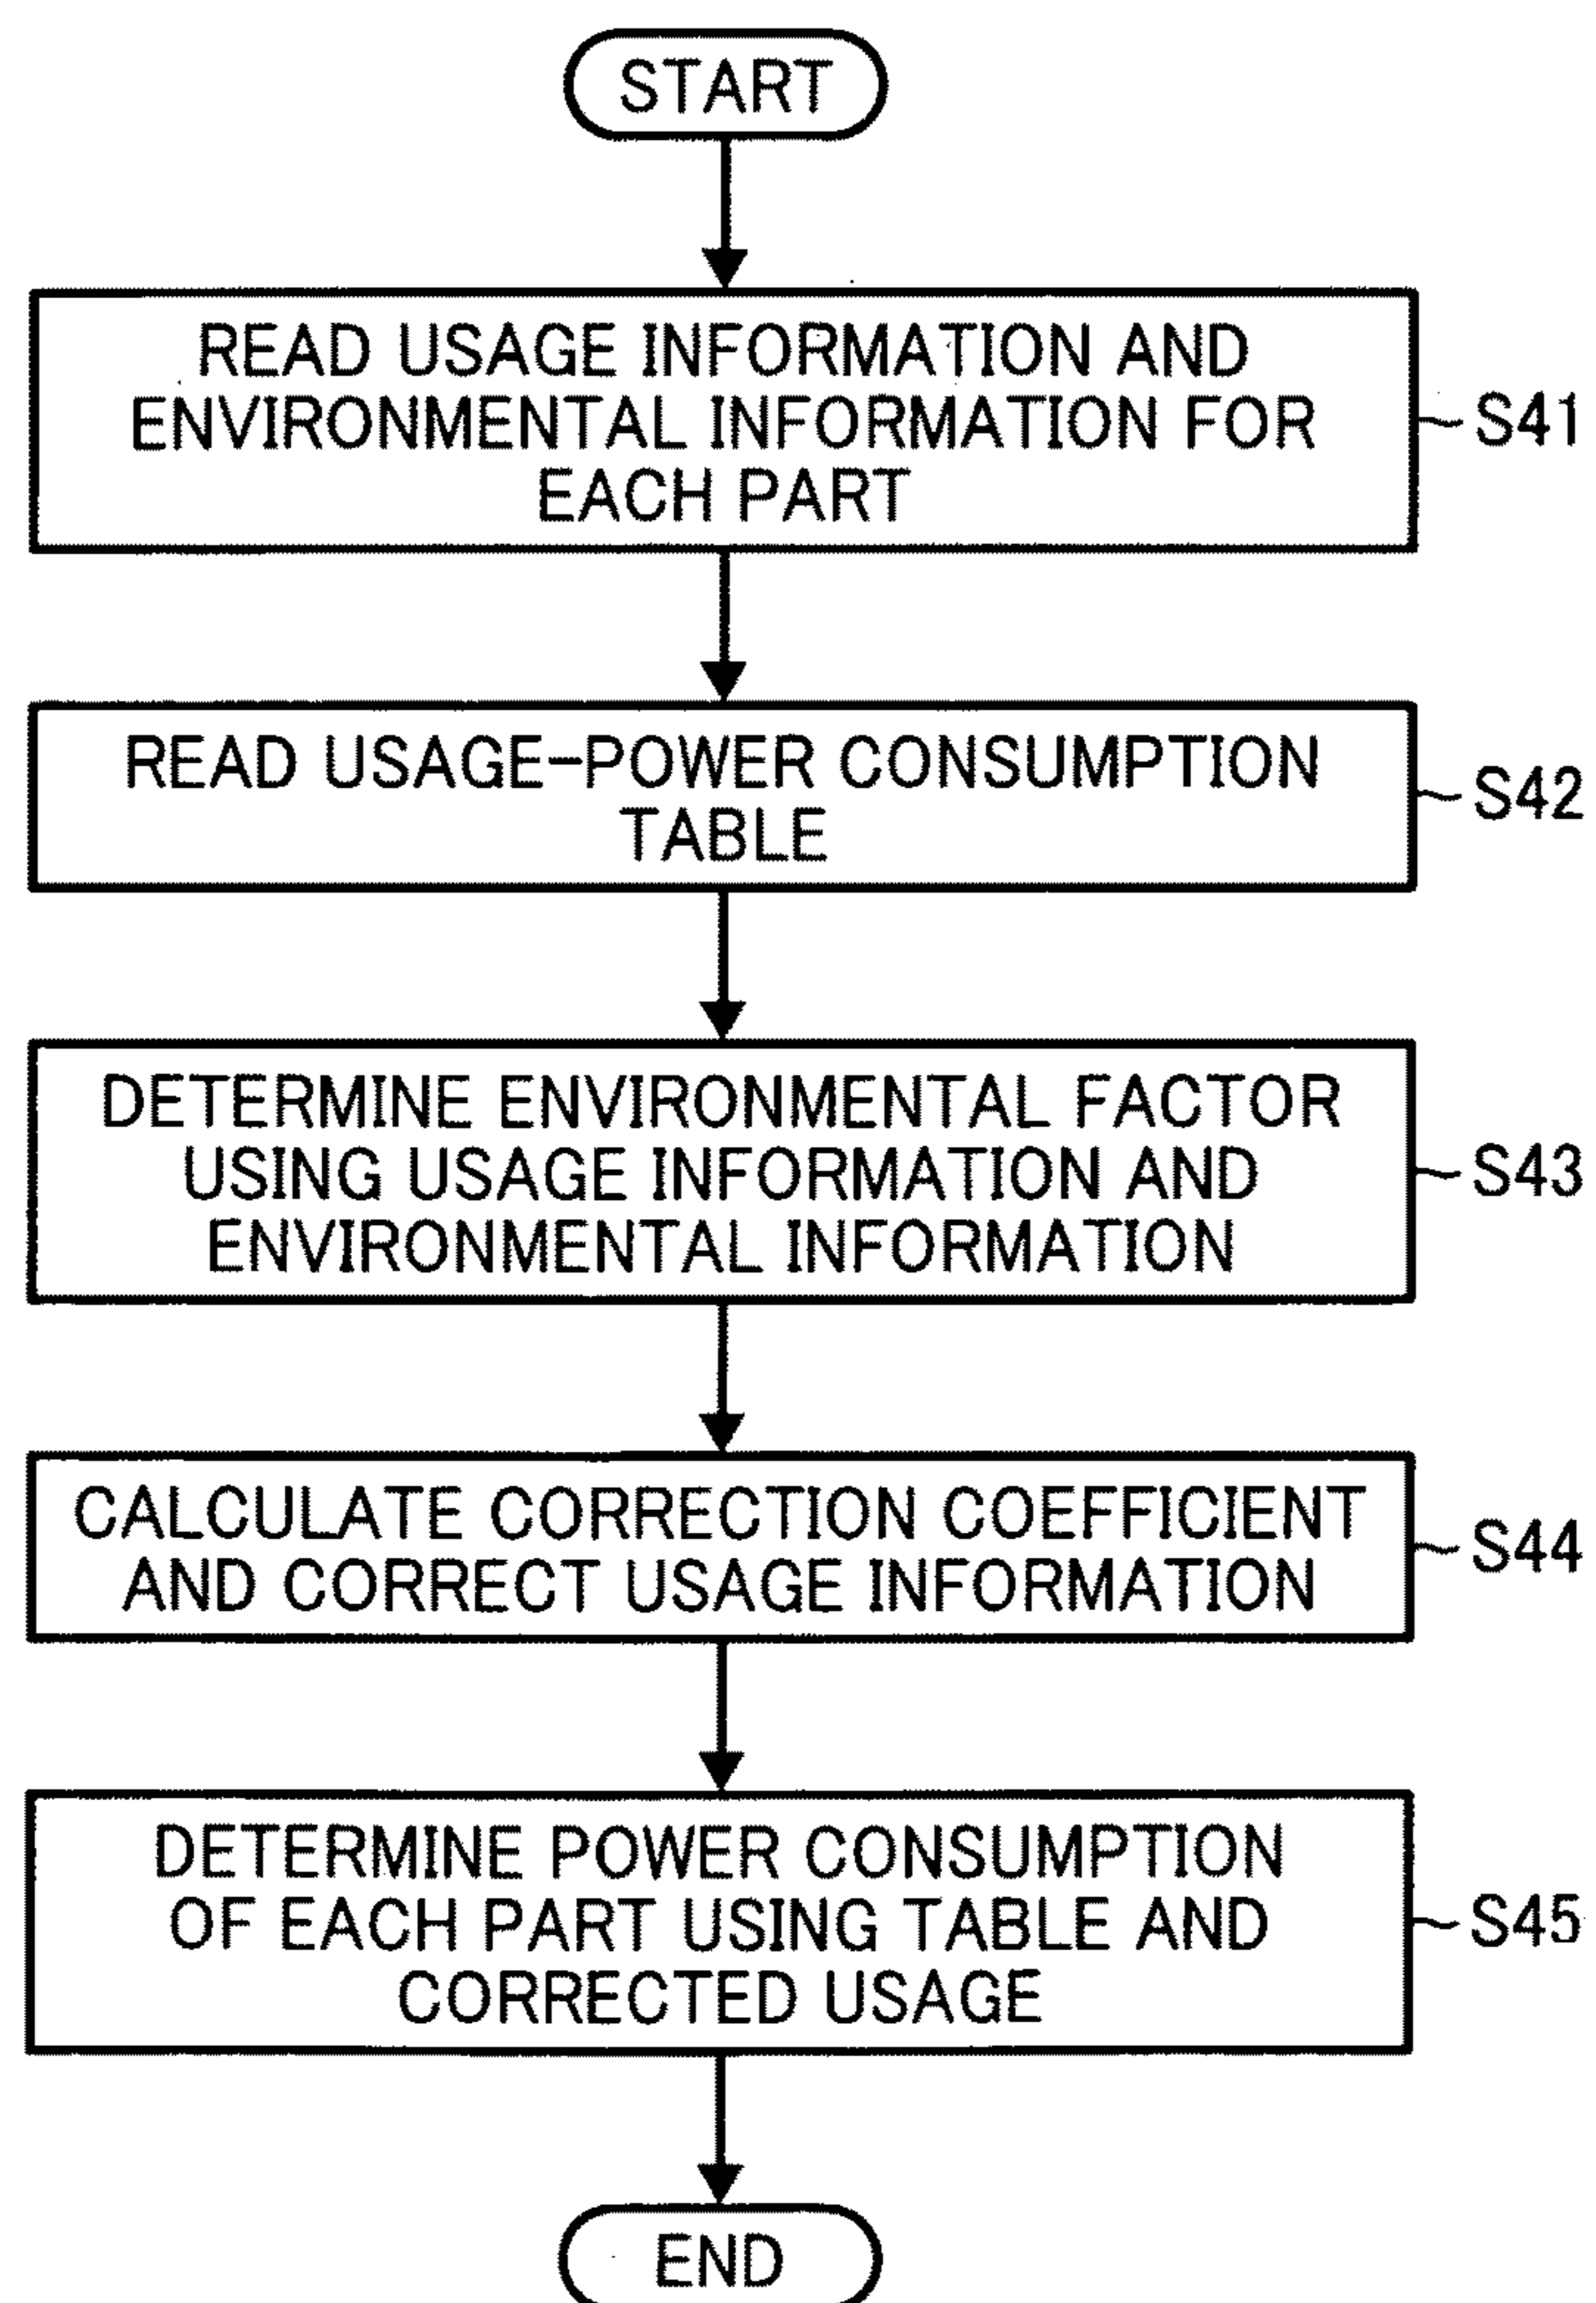 START
READ USAGE INFORMATION AND
ENVIRONMENTAL INFORMATION FOR
EACH PART
S41
READ USAGE-POWER CONSUMPTION
TABLE
S42
DETERMINE ENVIRONMENTAL FACTOR
USING USAGE INFORMATION AND
ENVIRONMENTAL INFORMATION
S43
CALCULATE CORRECTION COEFFICIENT
AND CORRECT USAGE INFORMATION
S44
DETERMINE POWER CONSUMPTION
OF EACH PART USING TABLE AND
CORRECTED USAGE
S45
END